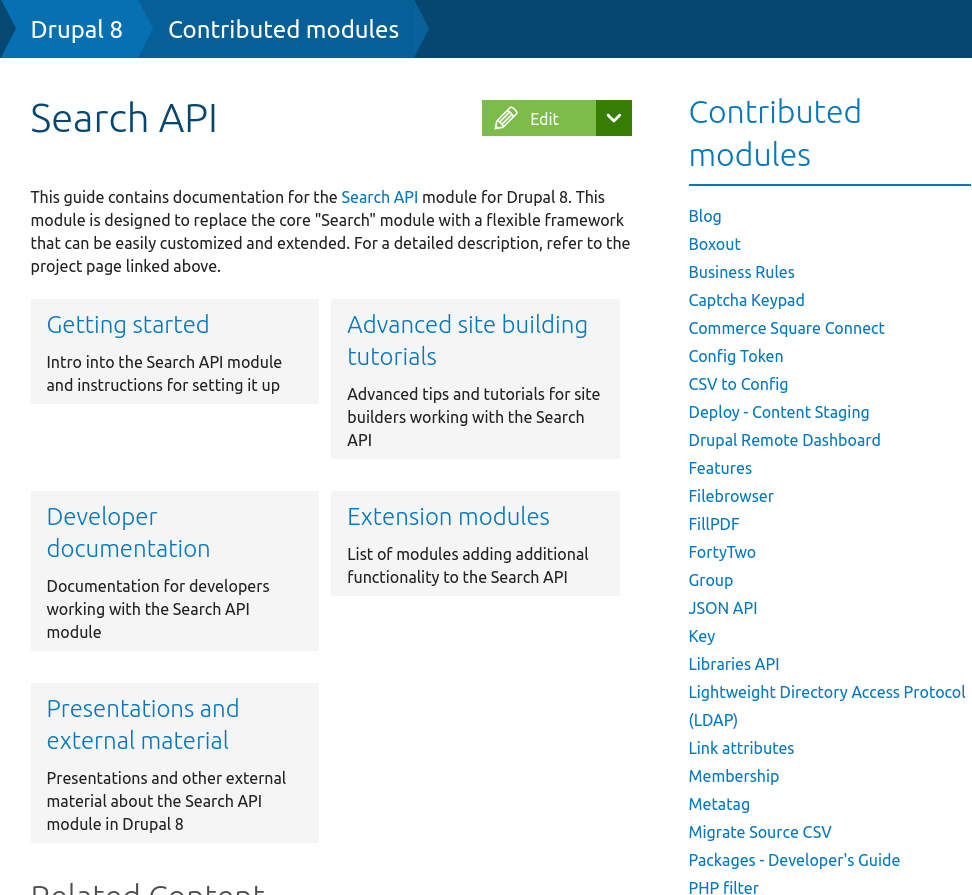 Drupal 8
Contributed modules
Search API
Edit
This guide contains documentation for the Search API module for Drupal 8. This
module is designed to replace the core "Search" module with a flexible framework
that can be easily customized and extended. For a detailed description, refer to the
project page linked above.
Getting started
Intro into the Search API module
and instructions for setting it up
Advanced site building
tutorials
Advanced tips and tutorials for site
builders working with the Search
API
Developer
documentation
Documentation for developers
working with the Search API
module
Extension modules
List of modules adding additional
functionality to the Search API
Presentations and
external material
Presentations and other external
material about the Search API
module in Drupal 8
Related Content
Contributed
modules
Blog
Boxout
Business Rules
Captcha Keypad
Commerce Square Connect
Config Token
CSV to Config
Deploy - Content Staging
Drupal Remote Dashboard
Features
Filebrowser
FillPDF
FortyTwo
Group
JSON API
Key
Libraries API
Lightweight Directory Access Protocol
(LDAP)
Link attributes
Membership
Metatag
Migrate Source CSV
Packages - Developer's Guide
PHP filter